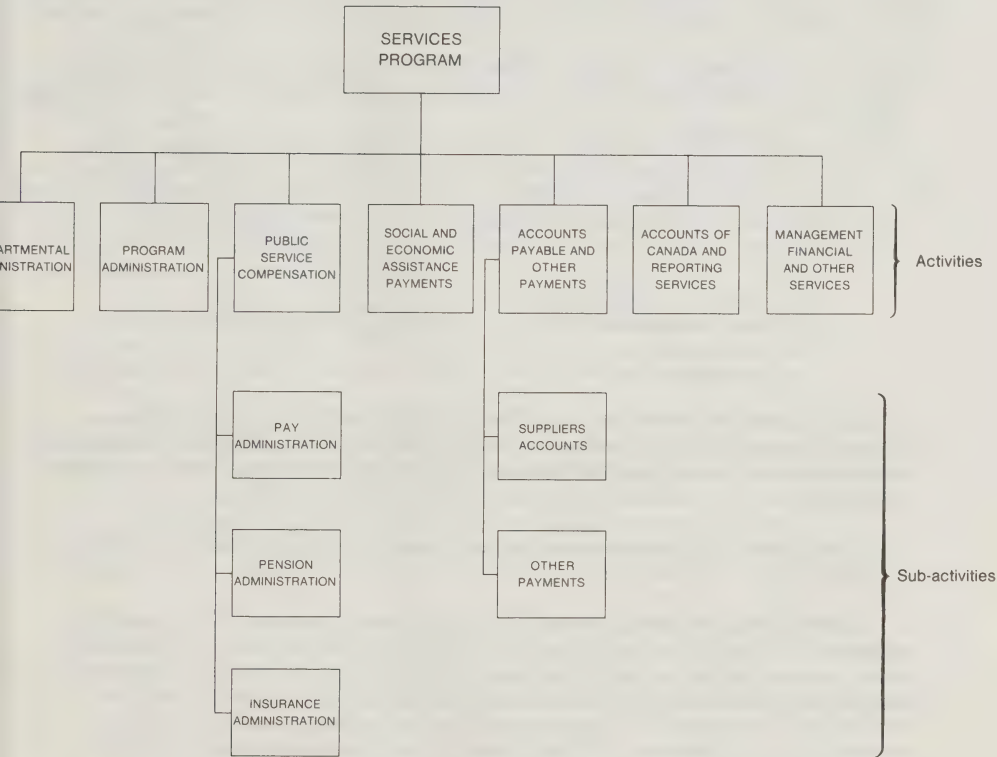 SERVICES
PROGRAM
PROGRAM
ADMINISTRATION
PUBLIC
SERVICE
COMPENSATION
SOCIAL AND
ECONOMIC
ASSISTANCE
PAYMENTS
ACCOUNTS
PAYABLE AND
OTHER
PAYMENTS
ACCOUNTS OF
CANADA AND
REPORTING
SERVICES
MANAGEMENT
FINANCIAL
AND OTHER
SERVICES
Activities
PAY
ADMINISTRATION
SUPPLIERS
ACCOUNTS
PENSION
ADMINISTRATION
OTHER
PAYMENTS
Sub-activities
INSURANCE
ADMINISTRATION